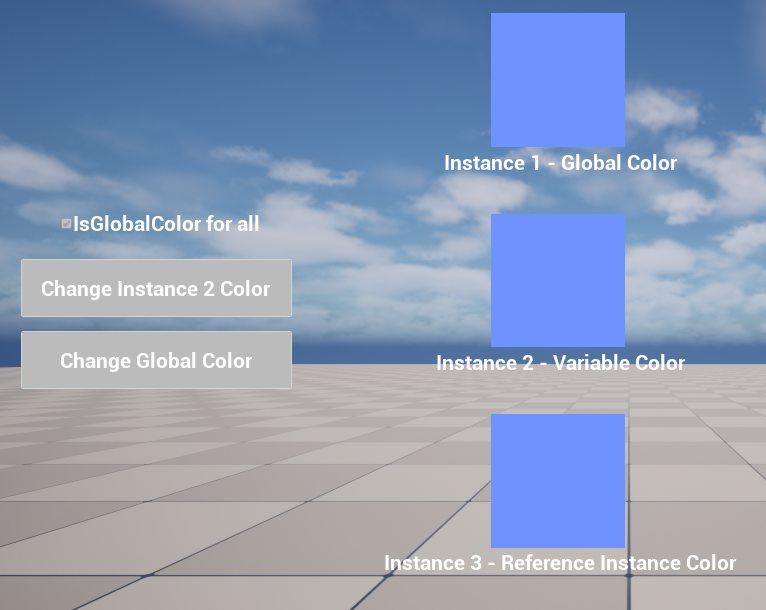 IsGlobalColor for all
Change Instance 2 Color
Change Global Color
Instance 1 - Global Color
Instance 2 - Variable Color
Instance 3 - Reference Instance Color